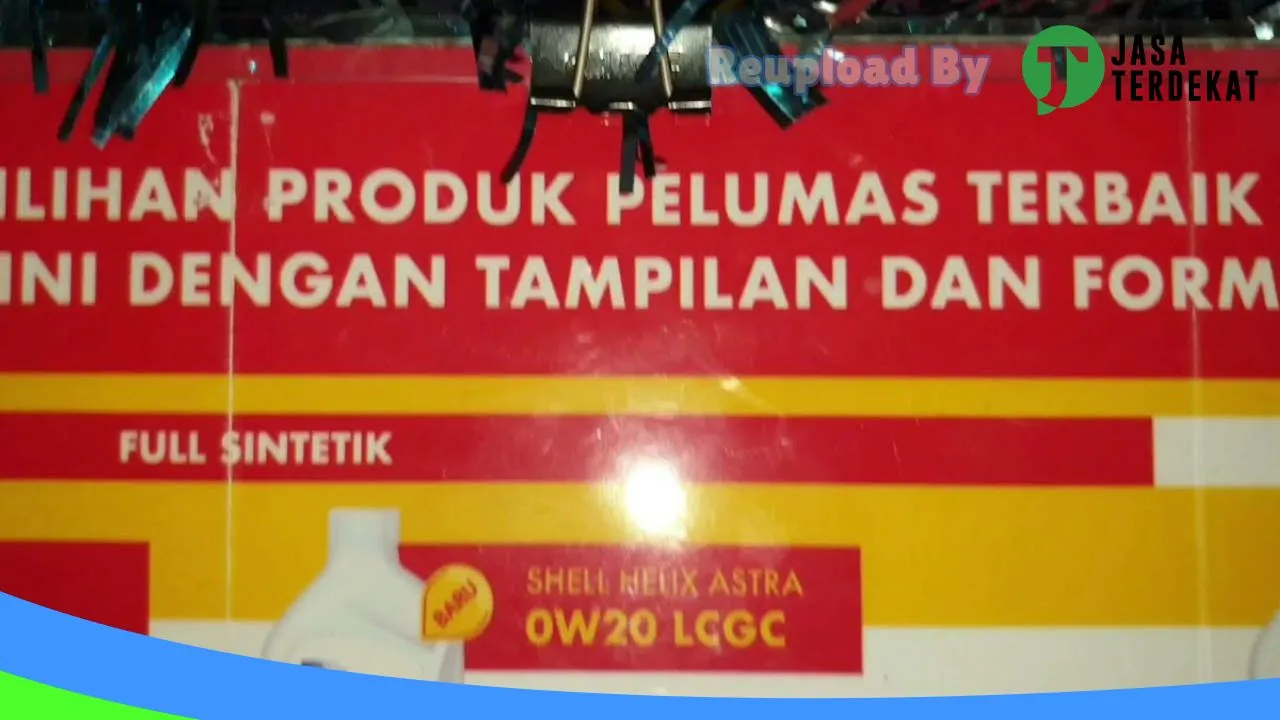 Reupload By
JASA
TERDEKAT
ILIHAN PRODUK PELUMAS TERBAIK
INI DENGAN TAMPILAN DAN FORM
FULL SINTETIK
BARU
SHELL HELIX ASTRA
0W20 LCGC